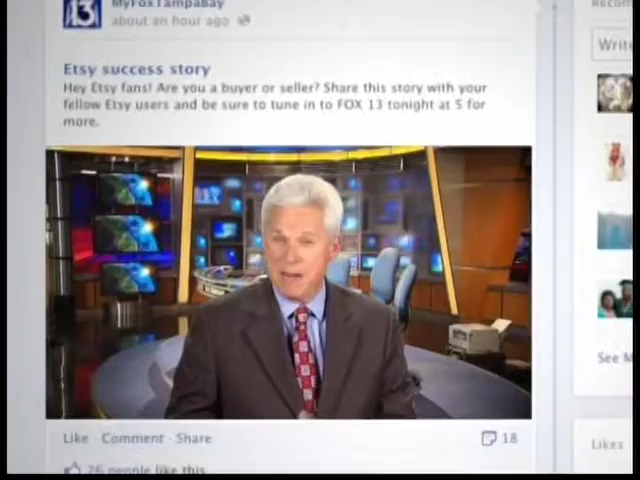 13
MyFoxTampaBay
about an hour ago
Recom
Write
Etsy success story
Hey Etsy fans! Are you a buyer or seller? Share this story with your
fellow Etsy users and be sure to tune in to FOX 13 tonight at 5 for
more.
See M
Like · Comment · Share
18
Likes
26 people like this